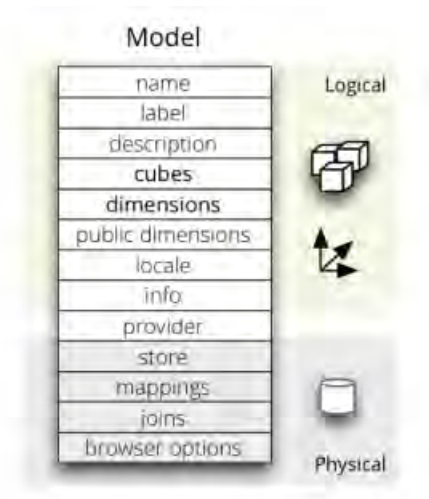 Model
name
Logical
label
description
cubes
dimensions
public dimensions
locale
info
provider
store
mappings
joins
browser options
Physical